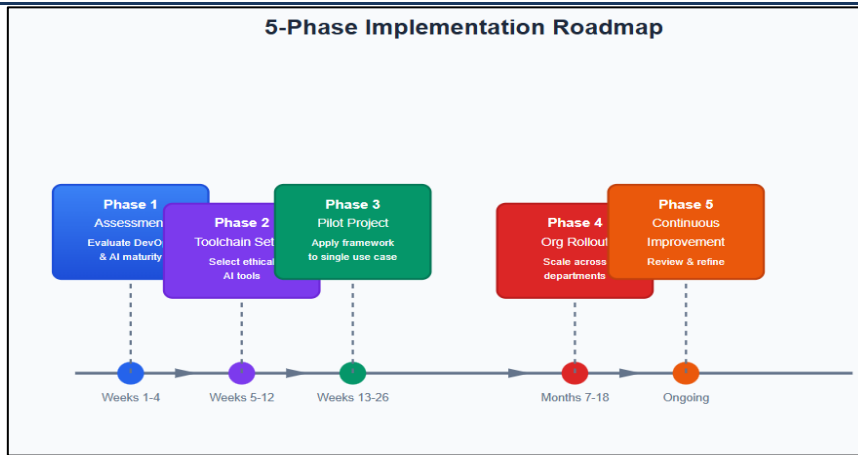 5-Phase Implementation Roadmap
Phase 1
Assessmen
Evaluate DevO
& AI maturity
Phase 2
Toolchain Set
Select ethical
AI tools
Phase 3
Pilot Project
Apply framework
to single use case
Phase 4
Org Rollout
Scale across
departments
Phase 5
Continuous
Improvement
Review & refine
Weeks 1-4
Weeks 5-12
Weeks 13-26
Months 7-18
Ongoing